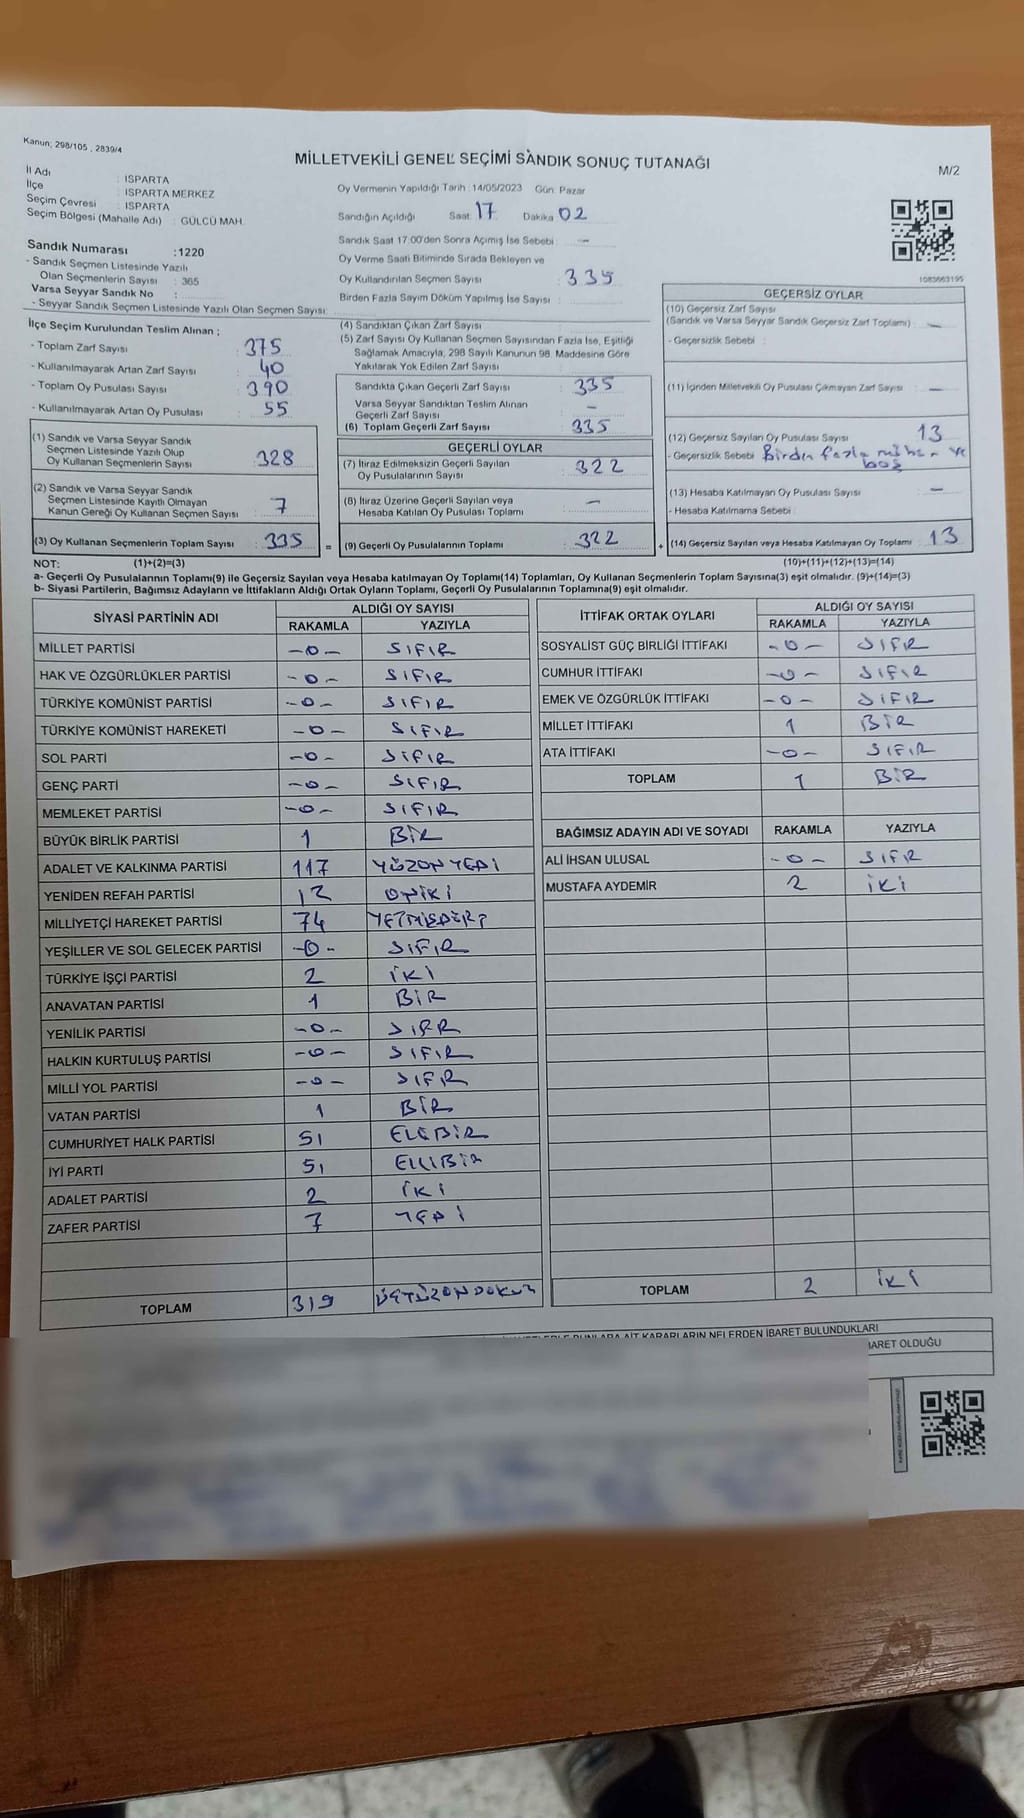 Kanun; 298/105 , 2839/4
MİLLETVEKİLİ GENEL SEÇİMİ SANDIK SONUÇ TUTANAĞI
M/2
İl Adı : ISPARTA
İlçe : ISPARTA MERKEZ
Seçim Çevresi : ISPARTA
Seçim Bölgesi (Mahalle Adı) : GÜLCÜ MAH.
Oy Vermenin Yapıldığı Tarih : 14/05/2023 Gün: Pazar
Sandığın Açıldığı Saat: 17 Dakika: 02
Sandık Saat 17:00'den Sonra Açımış İse Sebebi : —
Oy Verme Saati Bitiminde Sırada Bekleyen ve
Oy Kullandırılan Seçmen Sayısı : 335
Birden Fazla Sayım Döküm Yapılmış İse Sayısı :
1083663195
Sandık Numarası :1220
- Sandık Seçmen Listesinde Yazılı
Olan Seçmenlerin Sayısı : 365
Varsa Seyyar Sandık No :
- Seyyar Sandık Seçmen Listesinde Yazılı Olan Seçmen Sayısı:
İlçe Seçim Kurulundan Teslim Alınan ;
- Toplam Zarf Sayısı : 375
- Kullanılmayarak Artan Zarf Sayısı : 40
- Toplam Oy Pusulası Sayısı : 390
- Kullanılmayarak Artan Oy Pusulası : 55
(1) Sandık ve Varsa Seyyar Sandık
Seçmen Listesinde Yazılı Olup
Oy Kullanan Seçmenlerin Sayısı : 328
(2) Sandık ve Varsa Seyyar Sandık
Seçmen Listesinde Kayıtlı Olmayan
Kanun Gereği Oy Kullanan Seçmen Sayısı : 7
(3) Oy Kullanan Seçmenlerin Toplam Sayısı : 335
(4) Sandıktan Çıkan Zarf Sayısı :
(5) Zarf Sayısı Oy Kullanan Seçmen Sayısından Fazla İse, Eşitliği
Sağlamak Amacıyla, 298 Sayılı Kanunun 98. Maddesine Göre
Yakılarak Yok Edilen Zarf Sayısı :
Sandıkta Çıkan Geçerli Zarf Sayısı : 335
Varsa Seyyar Sandıktan Teslim Alınan
Geçerli Zarf Sayısı : —
(6) Toplam Geçerli Zarf Sayısı : 335
GEÇERLİ OYLAR
(7) İtiraz Edilmeksizin Geçerli Sayılan
Oy Pusulalarının Sayısı : 322
(8) İtiraz Üzerine Geçerli Sayılan veya
Hesaba Katılan Oy Pusulası Toplamı : —
= (9) Geçerli Oy Pusulalarının Toplamı : 322
GEÇERSİZ OYLAR
(10) Geçersiz Zarf Sayısı
(Sandık ve Varsa Seyyar Sandık Geçersiz Zarf Toplamı) : —
- Geçersizlik Sebebi :
(11) İçinden Milletvekili Oy Pusulası Çıkmayan Zarf Sayısı : —
(12) Geçersiz Sayılan Oy Pusulası Sayısı : 13
- Geçersizlik Sebebi : Birden fazla mühür ve
boş
(13) Hesaba Katılmayan Oy Pusulası Sayısı : —
- Hesaba Katılmama Sebebi :
+ (14) Geçersiz Sayılan veya Hesaba Katılmayan Oy Toplamı : 13
NOT: (1)+(2)=(3) (10)+(11)+(12)+(13)=(14)
a- Geçerli Oy Pusulalarının Toplamı(9) ile Geçersiz Sayılan veya Hesaba katılmayan Oy Toplamı(14) Toplamları, Oy Kullanan Seçmenlerin Toplam Sayısına(3) eşit olmalıdır. (9)+(14)=(3)
b- Siyasi Partilerin, Bağımsız Adayların ve İttifakların Aldığı Ortak Oyların Toplamı, Geçerli Oy Pusulalarının Toplamına(9) eşit olmalıdır.
SİYASİ PARTİNİN ADI ALDIĞI OY SAYISI
RAKAMLA YAZIYLA
MİLLET PARTİSİ -0- SIFIR
HAK VE ÖZGÜRLÜKLER PARTİSİ -0- SIFIR
TÜRKİYE KOMÜNİST PARTİSİ -0- SIFIR
TÜRKİYE KOMÜNİST HAREKETİ -0- SIFIR
SOL PARTİ -0- SIFIR
GENÇ PARTİ -0- SIFIR
MEMLEKET PARTİSİ -0- SIFIR
BÜYÜK BİRLİK PARTİSİ 1 BİR
ADALET VE KALKINMA PARTİSİ 117 YÜZONYEDİ
YENİDEN REFAH PARTİSİ 12 ONİKİ
MİLLİYETÇİ HAREKET PARTİSİ 74 YETMİŞDÖRT
YEŞİLLER VE SOL GELECEK PARTİSİ -0- SIFIR
TÜRKİYE İŞÇİ PARTİSİ 2 İKİ
ANAVATAN PARTİSİ 1 BİR
YENİLİK PARTİSİ -0- SIFIR
HALKIN KURTULUŞ PARTİSİ -0- SIFIR
MİLLİ YOL PARTİSİ -0- SIFIR
VATAN PARTİSİ 1 BİR
CUMHURİYET HALK PARTİSİ 51 ELLİBİR
İYİ PARTİ 51 ELLİBİR
ADALET PARTİSİ 2 İKİ
ZAFER PARTİSİ 7 YEDİ
TOPLAM 319 ÜÇYÜZONDOKUZ
İTTİFAK ORTAK OYLARI ALDIĞI OY SAYISI
RAKAMLA YAZIYLA
SOSYALİST GÜÇ BİRLİĞİ İTTİFAKI -0- SIFIR
CUMHUR İTTİFAKI -0- SIFIR
EMEK VE ÖZGÜRLÜK İTTİFAKI -0- SIFIR
MİLLET İTTİFAKI 1 BİR
ATA İTTİFAKI -0- SIFIR
TOPLAM 1 BİR
BAĞIMSIZ ADAYIN ADI VE SOYADI RAKAMLA YAZIYLA
ALİ İHSAN ULUSAL -0- SIFIR
MUSTAFA AYDEMİR 2 İKİ
TOPLAM 2 İKİ
BUNLARA AİT KARARLARIN NELERDEN İBARET BULUNDUKLARI
İBARET OLDUĞU